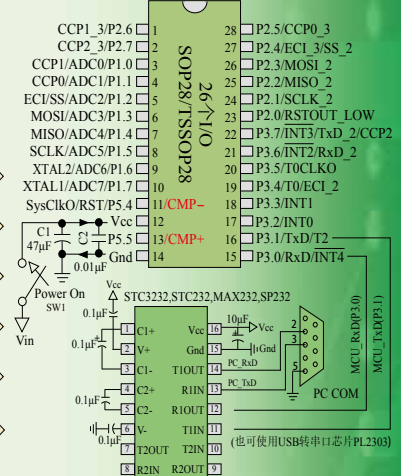 CCP1_3/P2.6 1
CCP2_3/P2.7 2
CCP1/ADC0/P1.0 3
CCP0/ADC1/P1.1 4
ECI/SS/ADC2/P1.2 5
MOSI/ADC3/P1.3 6
MISO/ADC4/P1.4 7
SCLK/ADC5/P1.5 8
XTAL2/ADC6/P1.6 9
XTAL1/ADC7/P1.7 10
SysClkO/RST/P5.4 11/CMP-
Vcc 12
P5.5 13/CMP+
Gnd 14
SOP28/TSSOP28
26个I/O
28 P2.5/CCP0_3
27 P2.4/ECI_3/SS_2
26 P2.3/MOSI_2
25 P2.2/MISO_2
24 P2.1/SCLK_2
23 P2.0/RSTOUT_LOW
22 P3.7/INT3/TxD_2/CCP2
21 P3.6/INT2/RxD_2
20 P3.5/T0CLKO
19 P3.4/T0/ECI_2
18 P3.3/INT1
17 P3.2/INT0
16 P3.1/TxD/T2
15 P3.0/RxD/INT4
C1
47μF
C2
0.01μF
Power On
SW1
Vin
Vcc
STC3232,STC232,MAX232,SP232
0.1μF
0.1μF
0.1μF
0.1μF
1 C1+
2 V+
3 C1-
4 C2+
5 C2-
6 V-
7 T2OUT
8 R2IN
Vcc 16
Gnd 15
T1OUT 14
R1IN 13
R1OUT 12
T1IN 11
T2IN 10
R2OUT 9
10μF
Vcc
Gnd
PC_RxD
PC_TxD
2
3
5
PC COM
MCU_RxD(P3.0)
MCU_TxD(P3.1)
(也可使用USB转串口芯片PL2303)